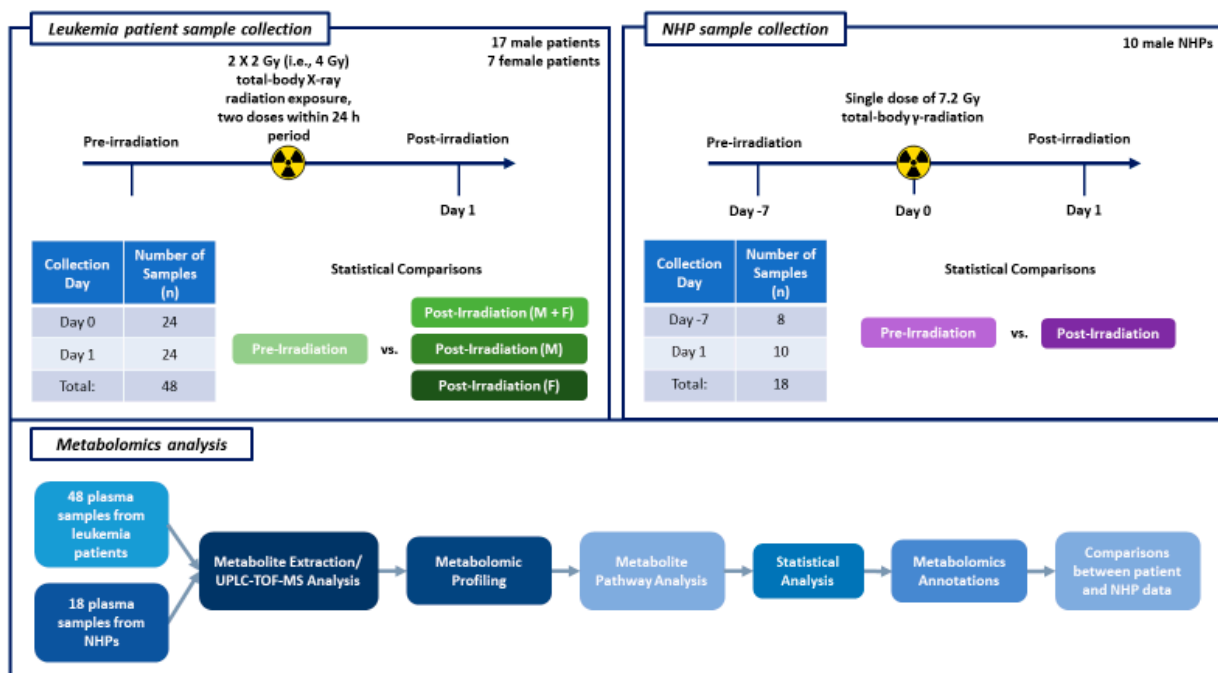 Leukemia patient sample collection
17 male patients
7 female patients
2 X 2 Gy (i.e., 4 Gy)
total-body X-ray
radiation exposure,
two doses within 24 h
period
Pre-irradiation
Post-irradiation
Day 1
Collection
Day
Number of
Samples
(n)
Day 0
24
Day 1
24
Total:
48
Statistical Comparisons
Pre-Irradiation
vs.
Post-Irradiation (M + F)
Post-Irradiation (M)
Post-Irradiation (F)
NHP sample collection
10 male NHPs
Single dose of 7.2 Gy
total-body γ-radiation
Pre-irradiation
Post-irradiation
Day -7
Day 0
Day 1
Collection
Day
Number of
Samples
(n)
Day -7
8
Day 1
10
Total:
18
Statistical Comparisons
Pre-Irradiation
vs.
Post-Irradiation
Metabolomics analysis
48 plasma
samples from
leukemia
patients
18 plasma
samples from
NHPs
Metabolite Extraction/
UPLC-TOF-MS Analysis
Metabolomic
Profiling
Metabolite
Pathway Analysis
Statistical
Analysis
Metabolomics
Annotations
Comparisons
between patient
and NHP data